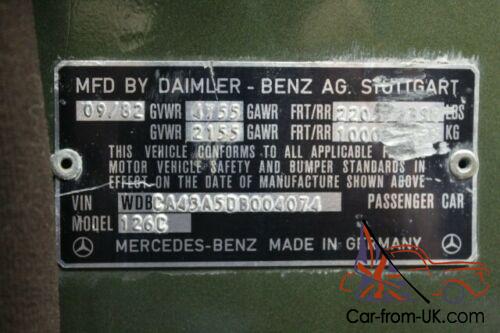 MFD BY DAIMLER - BENZ AG. STUTTGART
09/82 GVWR 4755 GAWR FRT/RR LBS
GVWR 2155 GAWR FRT/RR KG
THIS VEHICLE CONFORMS TO ALL APPLICABLE
MOTOR VEHICLE SAFETY AND BUMPER STANDARDS IN
EFFECT ON THE DATE OF MANUFACTURE SHOWN ABOVE.
VIN WDBCA45A5DB004074 PASSENGER CAR
MODEL 126C
MERCEDES-BENZ MADE IN GERMANY
Car-from-UK.com